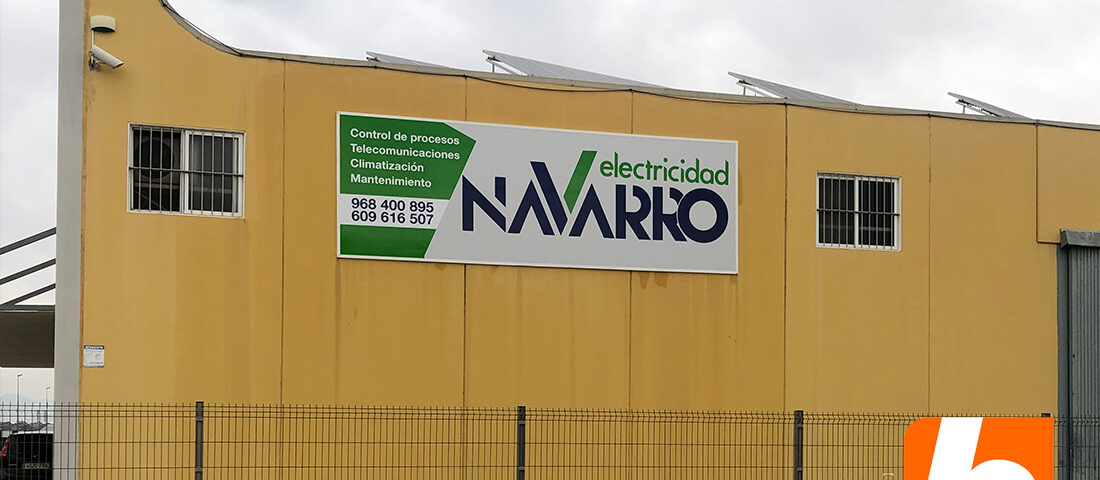 Control de procesos
Telecomunicaciones
Climatización
Mantenimiento
968 400 895
609 616 507
electricidad
NAVARRO